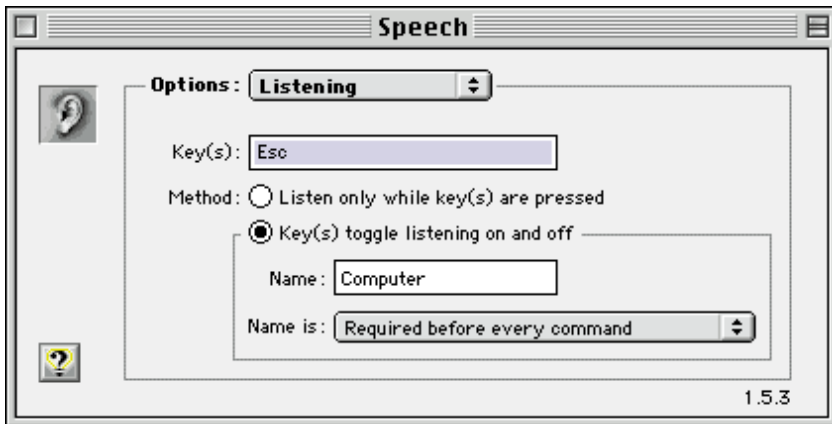 Speech
Options: Listening
Key(s): Esc
Method: Listen only while key(s) are pressed
Key(s) toggle listening on and off
Name: Computer
Name is: Required before every command
?
1.5.3